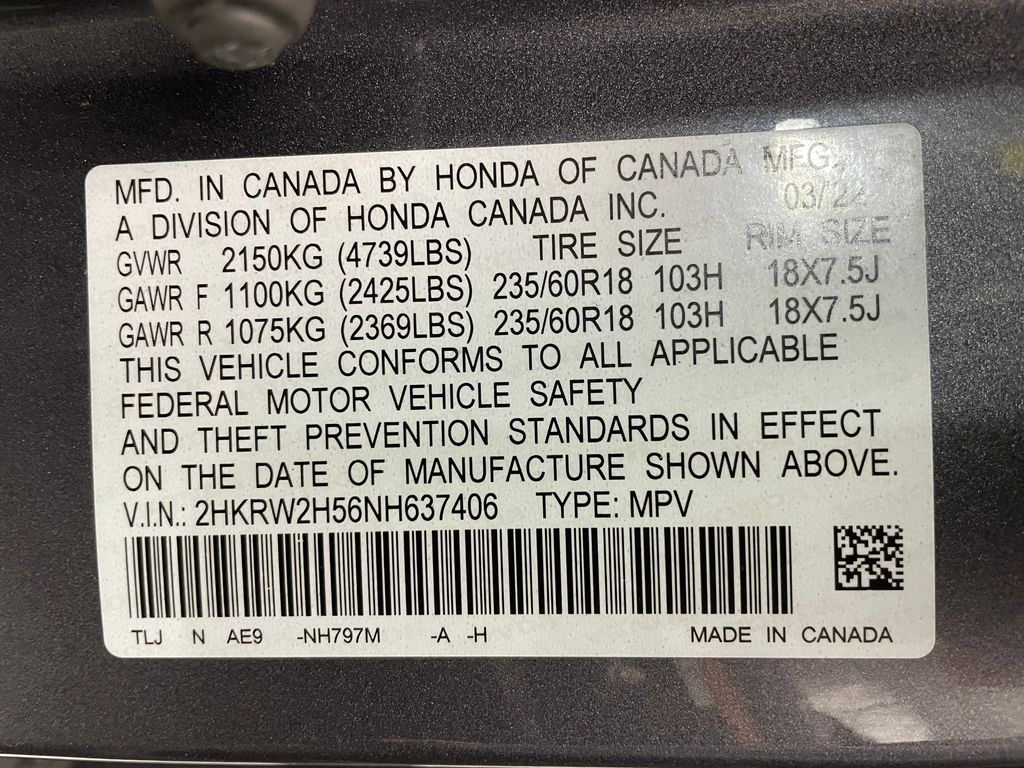 MFD. IN CANADA BY HONDA OF CANADA MFG.
A DIVISION OF HONDA CANADA INC. 03/22
GVWR 2150KG (4739LBS) TIRE SIZE RIM SIZE
GAWR F 1100KG (2425LBS) 235/60R18 103H 18X7.5J
GAWR R 1075KG (2369LBS) 235/60R18 103H 18X7.5J
THIS VEHICLE CONFORMS TO ALL APPLICABLE
FEDERAL MOTOR VEHICLE SAFETY
AND THEFT PREVENTION STANDARDS IN EFFECT
ON THE DATE OF MANUFACTURE SHOWN ABOVE.
V.I.N.: 2HKRW2H56NH637406 TYPE: MPV
TLJ N AE9 -NH797M -A -H MADE IN CANADA